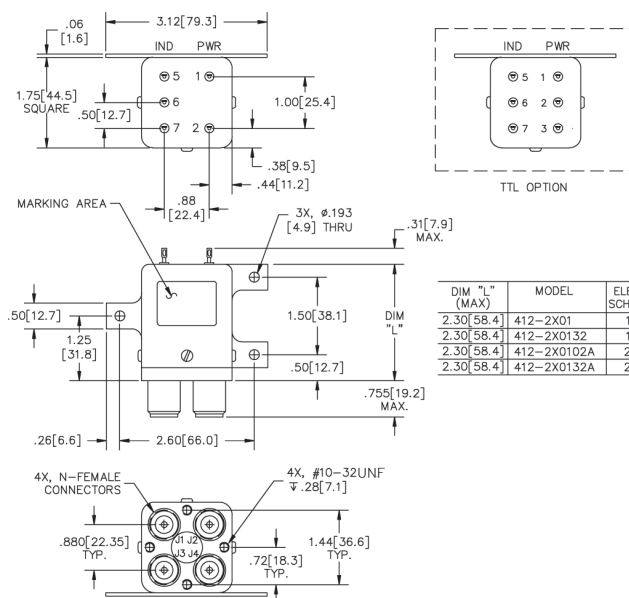 3.12[79.3]
.06
[1.6]
IND PWR
5 1
6
7 2
1.75[44.5]
SQUARE
.50[12.7]
1.00[25.4]
.38[9.5]
.44[11.2]
.88
[22.4]
IND PWR
5 1
6 2
7 3
TTL OPTION
MARKING AREA
3X, ø.193
[4.9] THRU
.31[7.9]
MAX.
.50[12.7]
1.25
[31.8]
1.50[38.1]
DIM
"L"
.50[12.7]
.755[19.2]
MAX.
.26[6.6]
2.60[66.0]
DIM "L"
(MAX) MODEL
2.30[58.4] 412-2X01 1
2.30[58.4] 412-2X0132 1
2.30[58.4] 412-2X0102A 2
2.30[58.4] 412-2X0132A 2
4X, N-FEMALE
CONNECTORS
4X, #10-32UNF
↧.28[7.1]
J1 J2
J3 J4
.880[22.35]
TYP.
1.44[36.6]
TYP.
.72[18.3]
TYP.